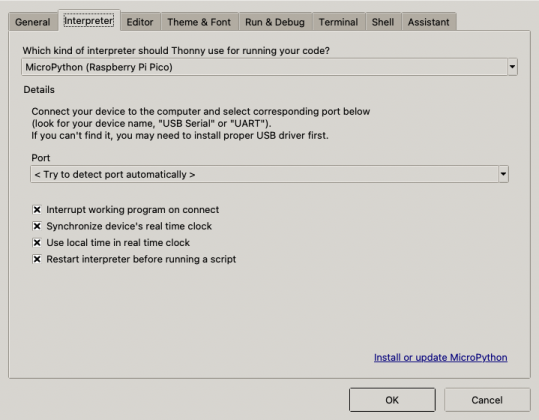 General Interpreter Editor Theme & Font Run & Debug Terminal Shell Assistant
Which kind of interpreter should Thonny use for running your code?
MicroPython (Raspberry Pi Pico)
Details
Connect your device to the computer and select corresponding port below
(look for your device name, "USB Serial" or "UART").
If you can't find it, you may need to install proper USB driver first.
Port
< Try to detect port automatically >
Interrupt working program on connect
Synchronize device's real time clock
Use local time in real time clock
Restart interpreter before running a script
Install or update MicroPython
OK Cancel